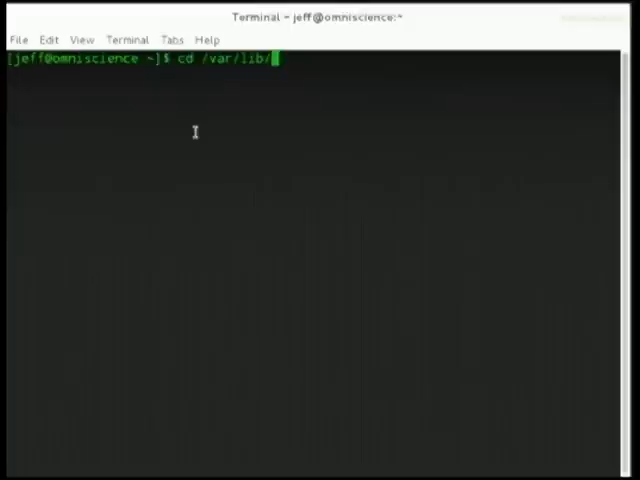 Terminal - jeff@omniscience:~
File Edit View Terminal Tabs Help
[jeff@omniscience ~]$ cd /var/lib/